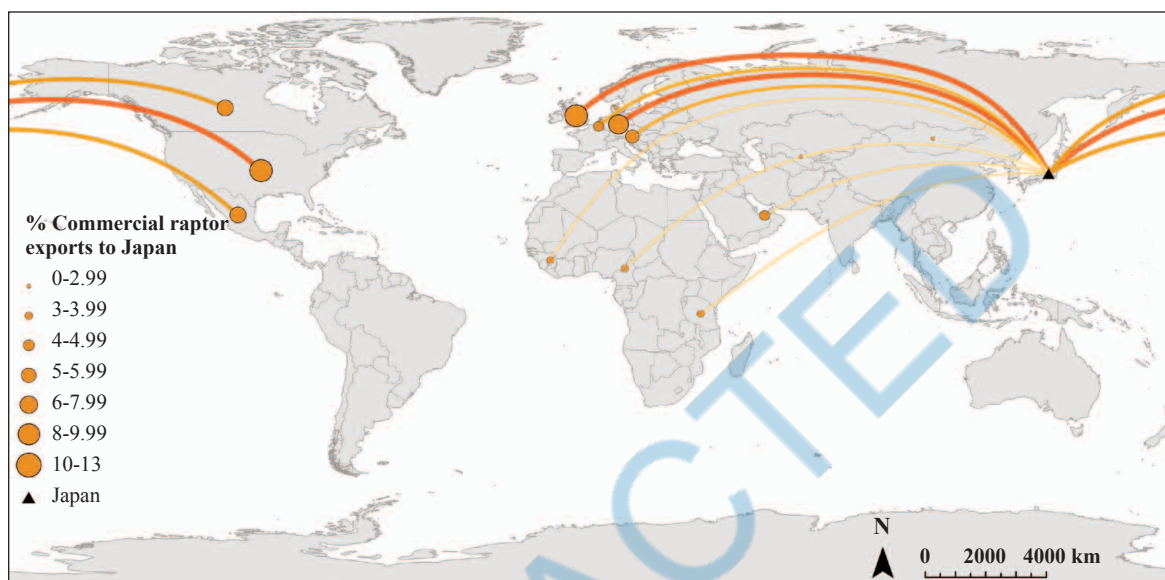 % Commercial raptor
exports to Japan
0-2.99
3-3.99
4-4.99
5-5.99
6-7.99
8-9.99
10-13
Japan
N
0 2000 4000 km
ACTED